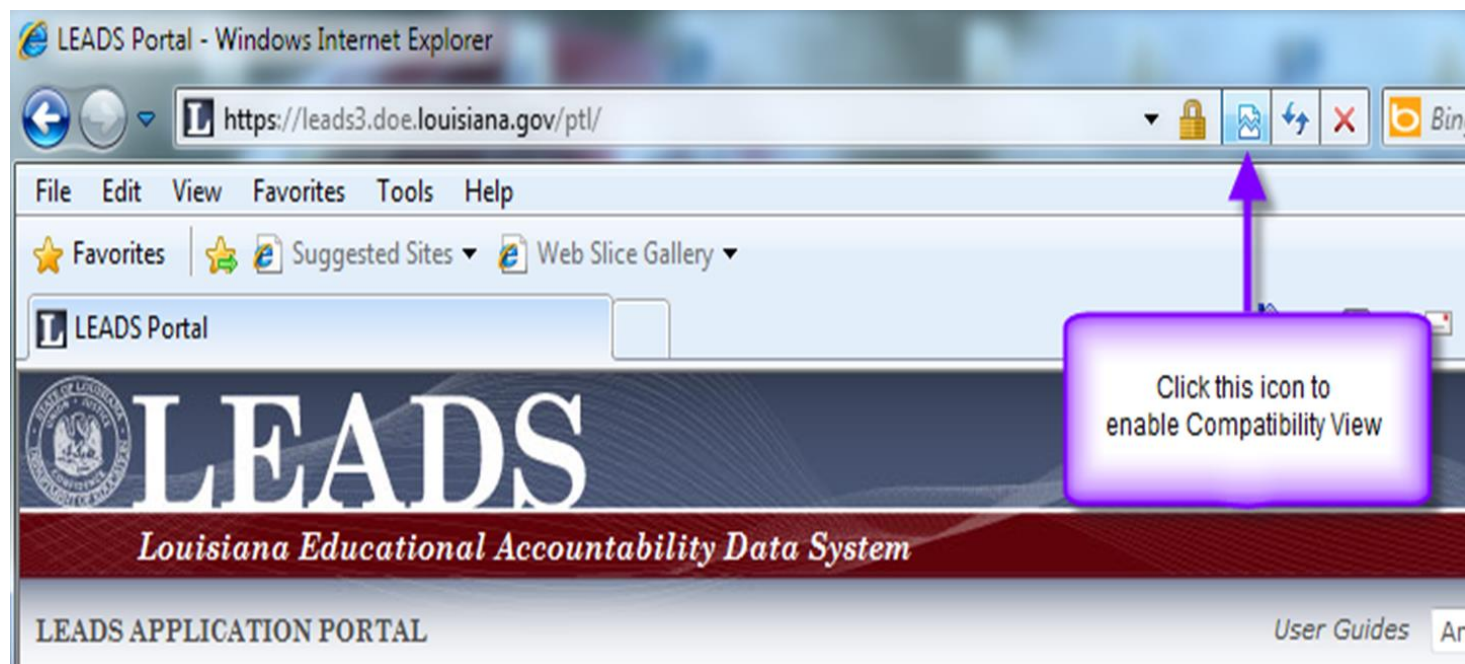 LEADS Portal - Windows Internet Explorer
https://leads3.doe.louisiana.gov/ptl/
File Edit View Favorites Tools Help
Favorites Suggested Sites Web Slice Gallery
LEADS Portal
Click this icon to
enable Compatibility View
LEADS
Louisiana Educational Accountability Data System
LEADS APPLICATION PORTAL User Guides